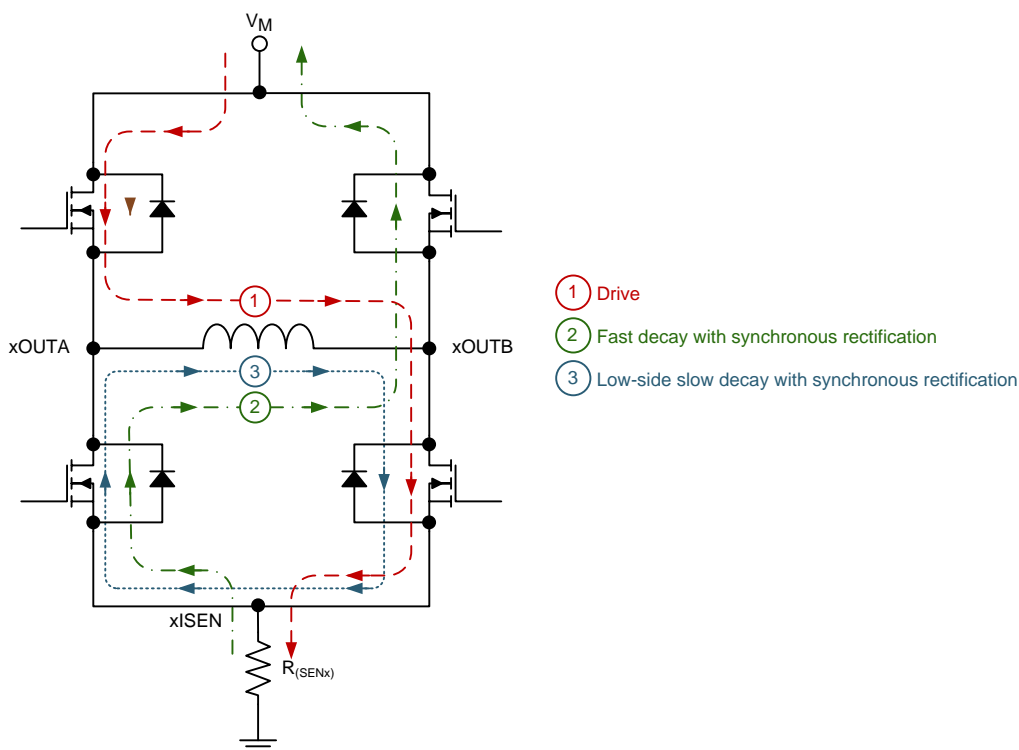 VM
1
1 Drive
xOUTA
xOUTB
2 Fast decay with synchronous rectification
3
3 Low-side slow decay with synchronous rectification
2
xISEN
R(SENx)